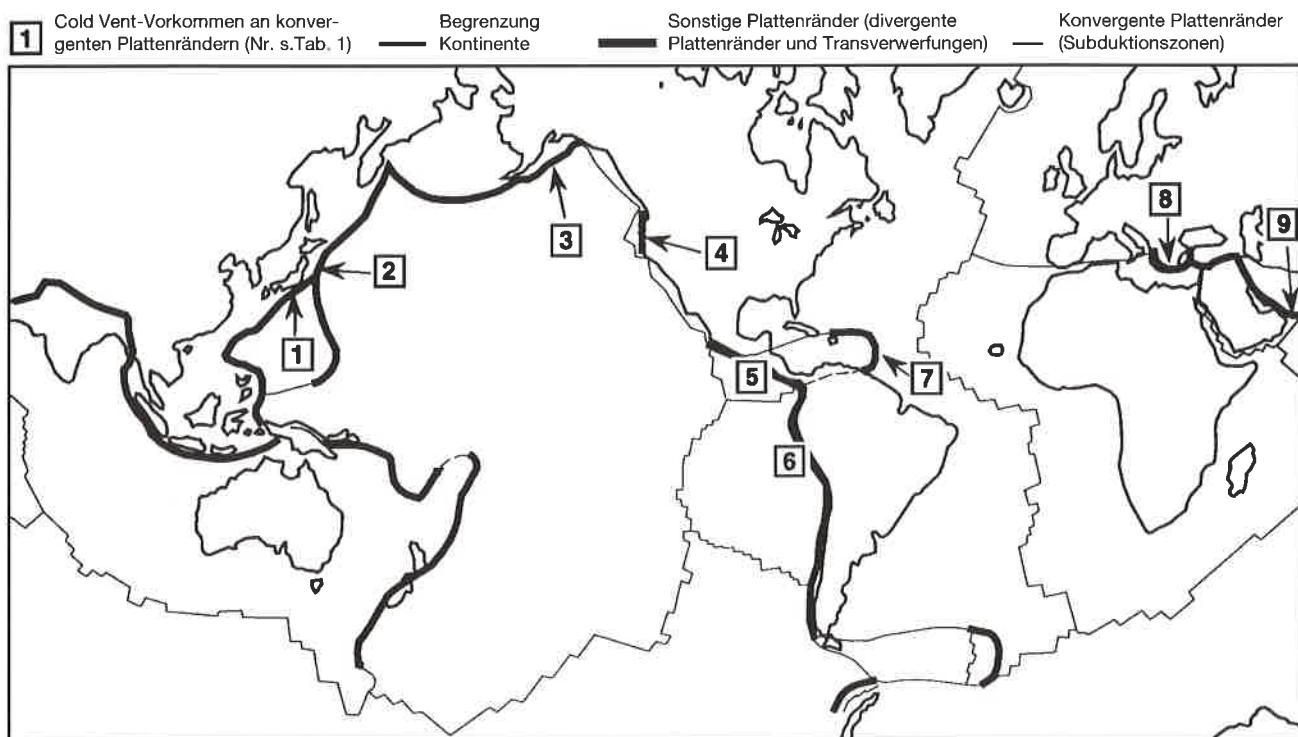 1 Cold Vent-Vorkommen an konver-
genten Plattenrändern (Nr. s.Tab. 1)
Begrenzung
Kontinente
Sonstige Plattenränder (divergente
Plattenränder und Transverwerfungen)
Konvergente Plattenränder
(Subduktionszonen)
8
9
3
4
2
1
5
7
6